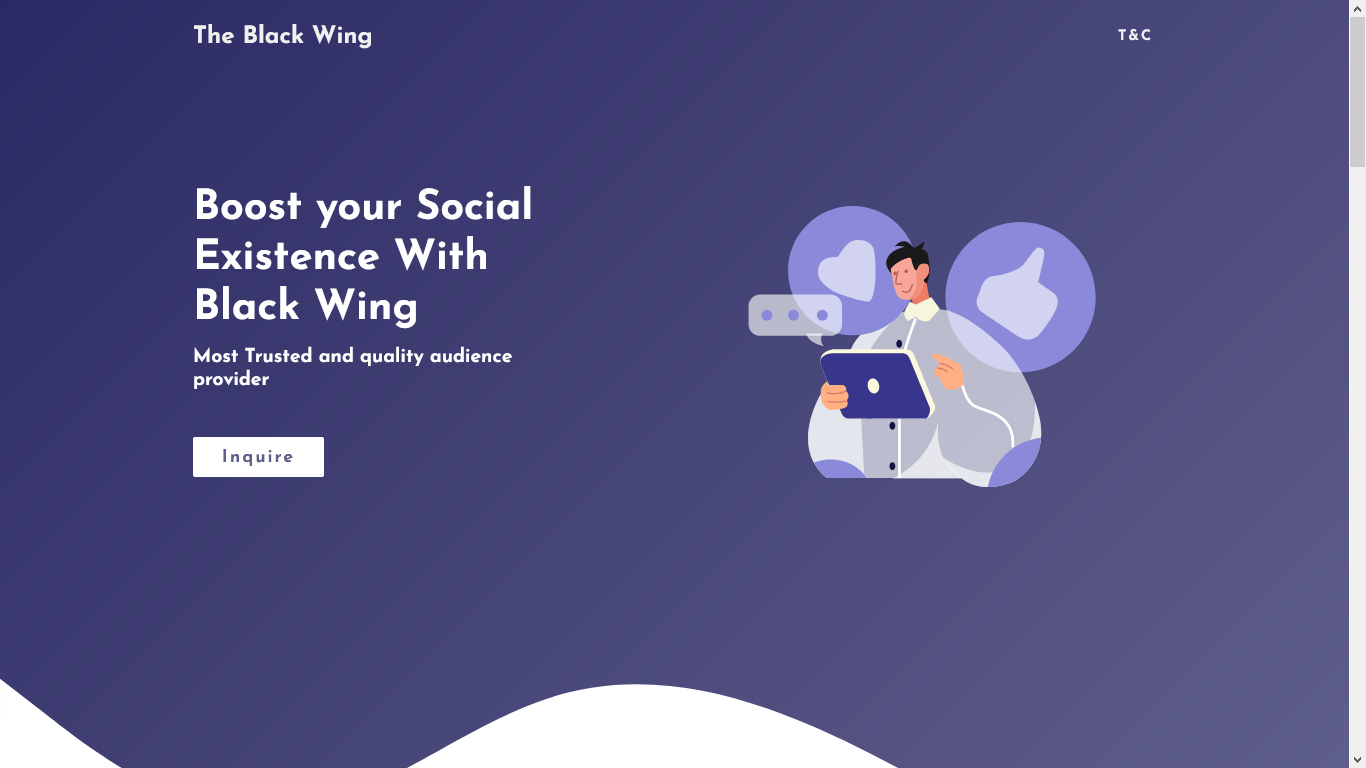 The Black Wing
T&C
Boost your Social
Existence With
Black Wing
Most Trusted and quality audience
provider
Inquire